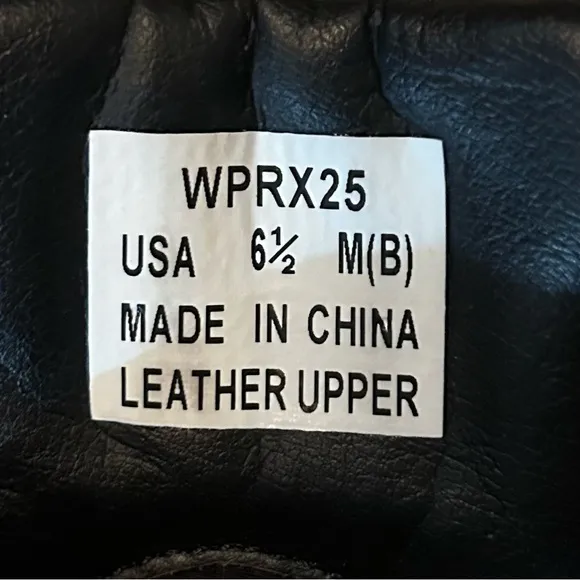 WPRX25
USA 6½ M(B)
MADE IN CHINA
LEATHER UPPER